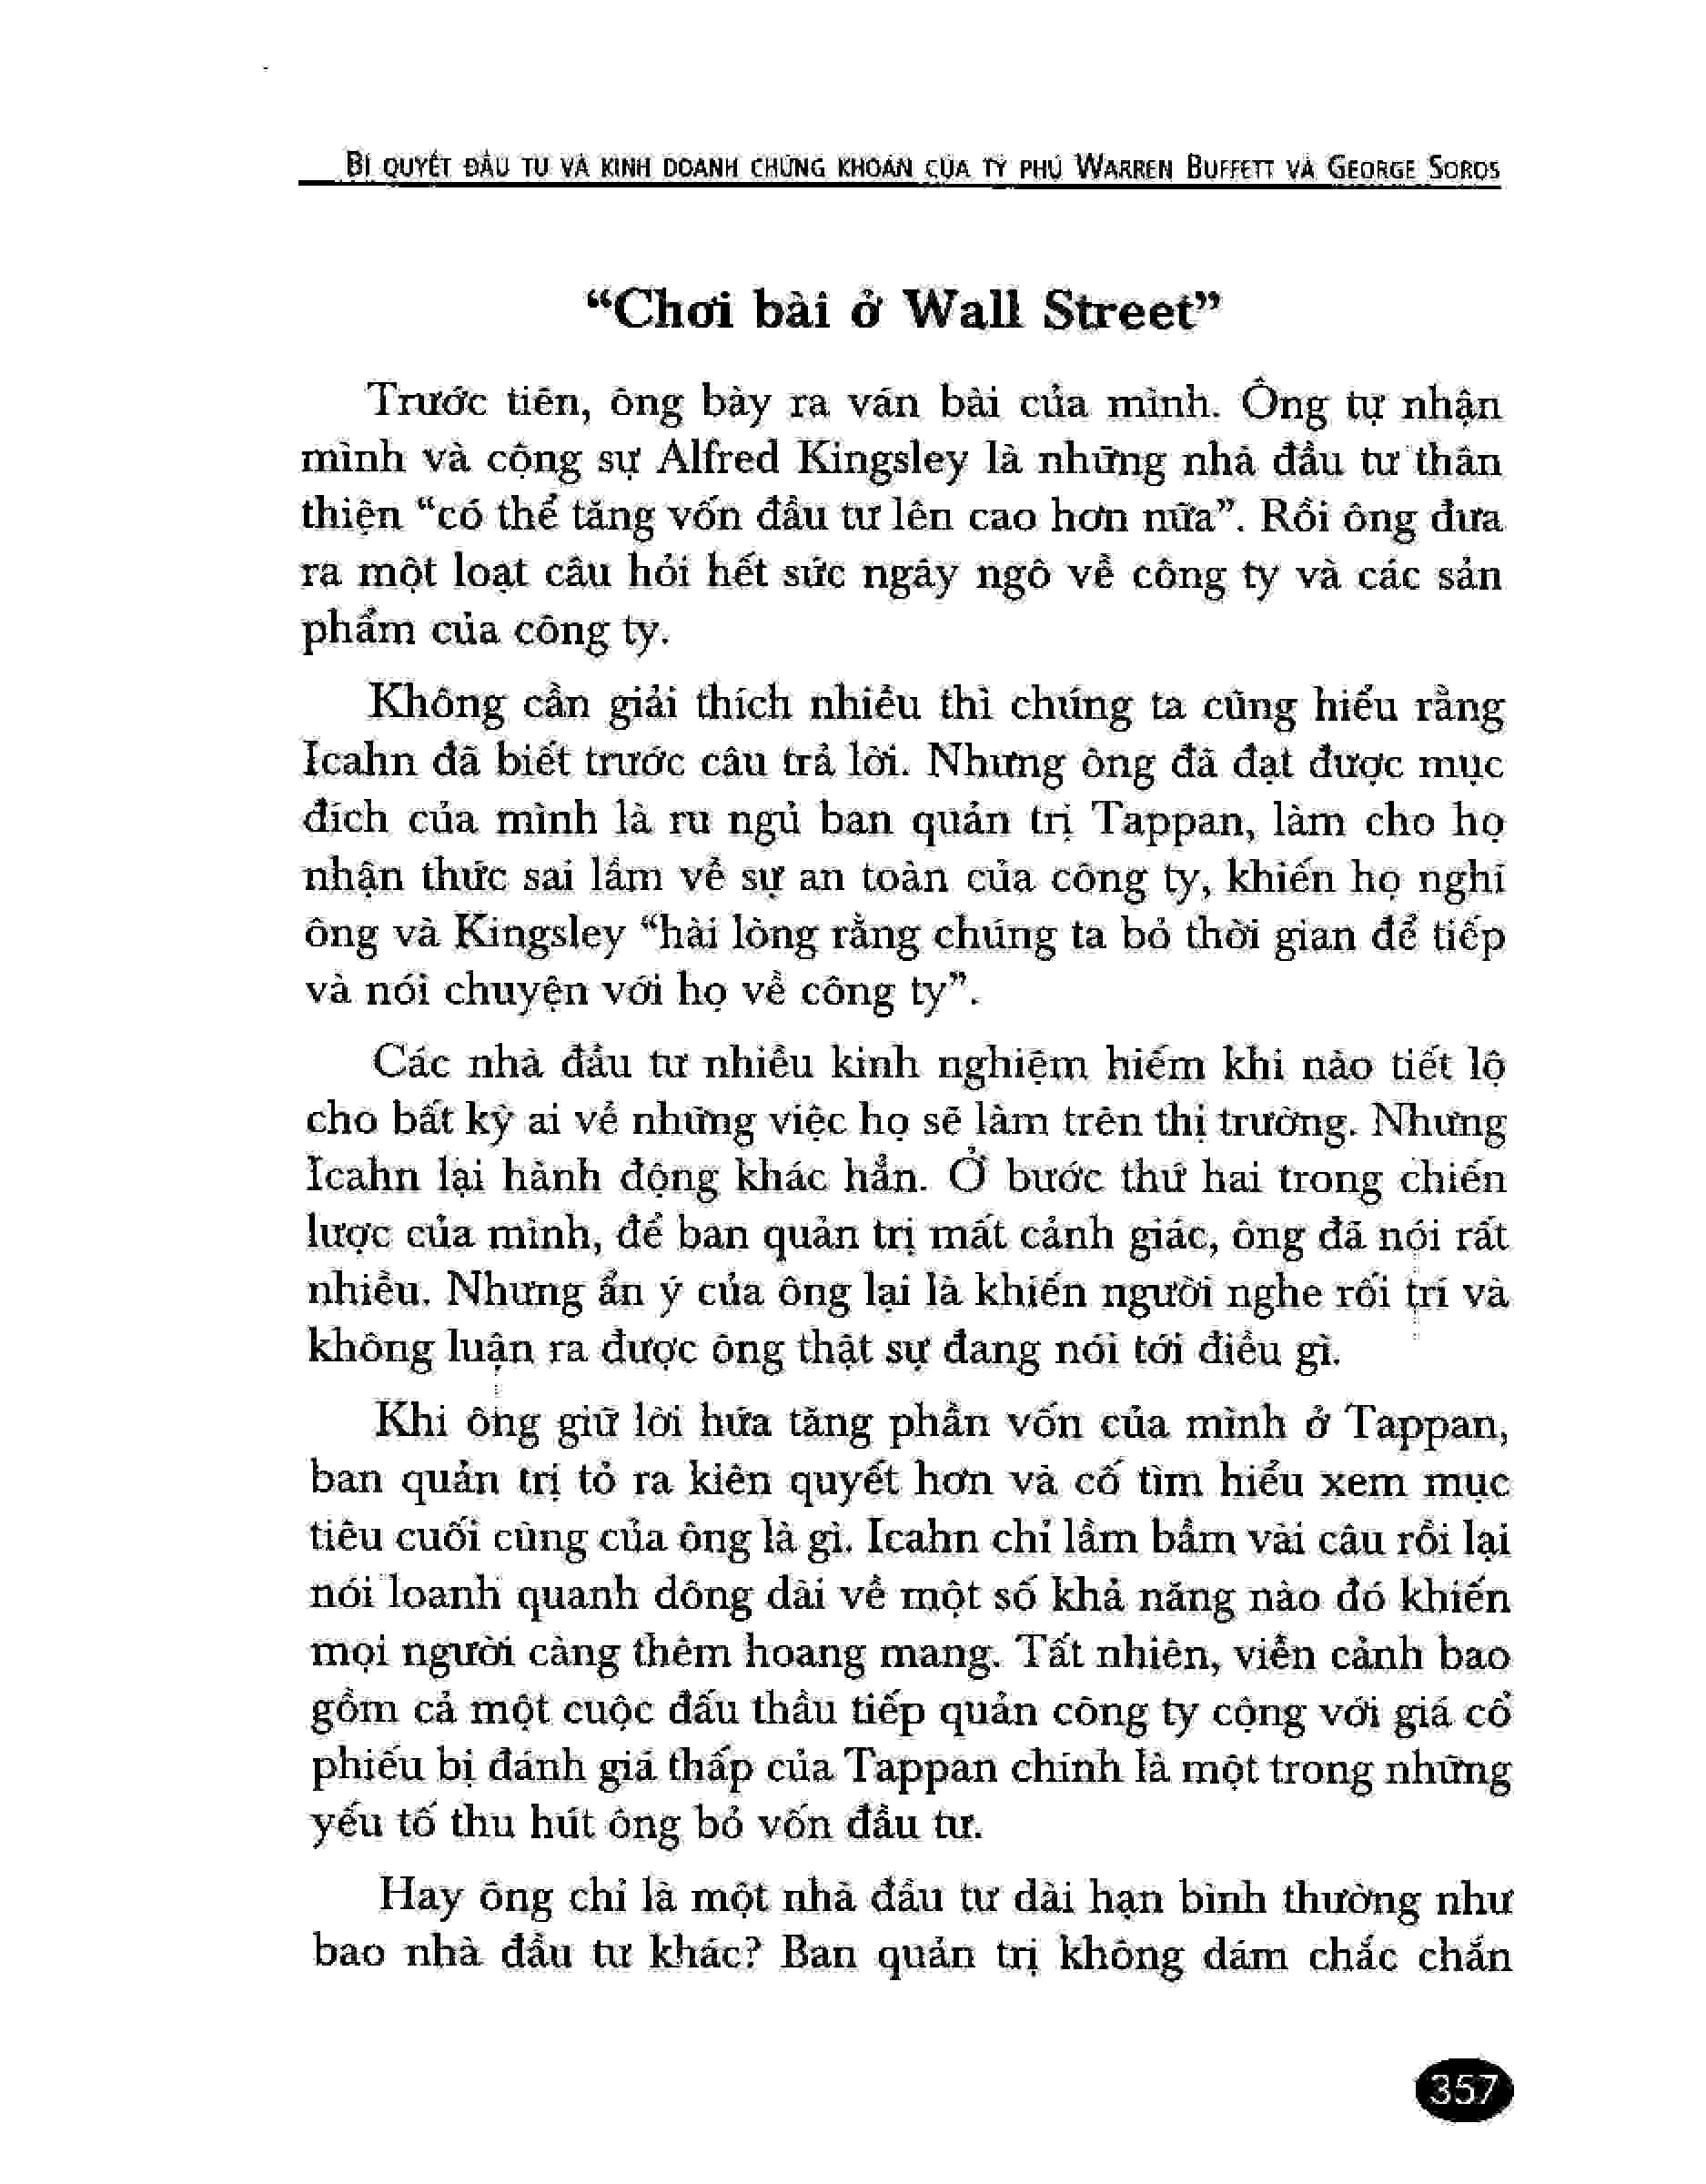 BÍ QUYẾT ĐẦU TƯ VÀ KINH DOANH CHỨNG KHOÁN CỦA TỶ PHÚ WARREN BUFFETT VÀ GEORGE SOROS
“Chơi bài ở Wall Street”
Trước tiên, ông bày ra ván bài của mình. Ông tự nhận
mình và cộng sự Alfred Kingsley là những nhà đầu tư thân
thiện “có thể tăng vốn đầu tư lên cao hơn nữa”. Rồi ông đưa
ra một loạt câu hỏi hết sức ngây ngô về công ty và các sản
phẩm của công ty.
Không cần giải thích nhiều thì chúng ta cũng hiểu rằng
Icahn đã biết trước câu trả lời. Nhưng ông đã đạt được mục
đích của mình là ru ngủ ban quản trị Tappan, làm cho họ
nhận thức sai lầm về sự an toàn của công ty, khiến họ nghĩ
ông và Kingsley “hài lòng rằng chúng ta bỏ thời gian để tiếp
và nói chuyện với họ về công ty”.
Các nhà đầu tư nhiều kinh nghiệm hiếm khi nào tiết lộ
cho bất kỳ ai về những việc họ sẽ làm trên thị trường. Nhưng
Icahn lại hành động khác hẳn. Ở bước thứ hai trong chiến
lược của mình, để ban quản trị mất cảnh giác, ông đã nói rất
nhiều. Nhưng ẩn ý của ông lại là khiến người nghe rối trí và
không luận ra được ông thật sự đang nói tới điều gì.
Khi ông giữ lời hứa tăng phần vốn của mình ở Tappan,
ban quản trị tỏ ra kiên quyết hơn và cố tìm hiểu xem mục
tiêu cuối cùng của ông là gì. Icahn chỉ lầm bầm vài câu rồi lại
nói loanh quanh dông dài về một số khả năng nào đó khiến
mọi người càng thêm hoang mang. Tất nhiên, viễn cảnh bao
gồm cả một cuộc đấu thầu tiếp quản công ty cộng với giá cổ
phiếu bị đánh giá thấp của Tappan chính là một trong những
yếu tố thu hút ông bỏ vốn đầu tư.
Hay ông chỉ là một nhà đầu tư dài hạn bình thường như
bao nhà đầu tư khác? Ban quản trị không dám chắc chắn
357